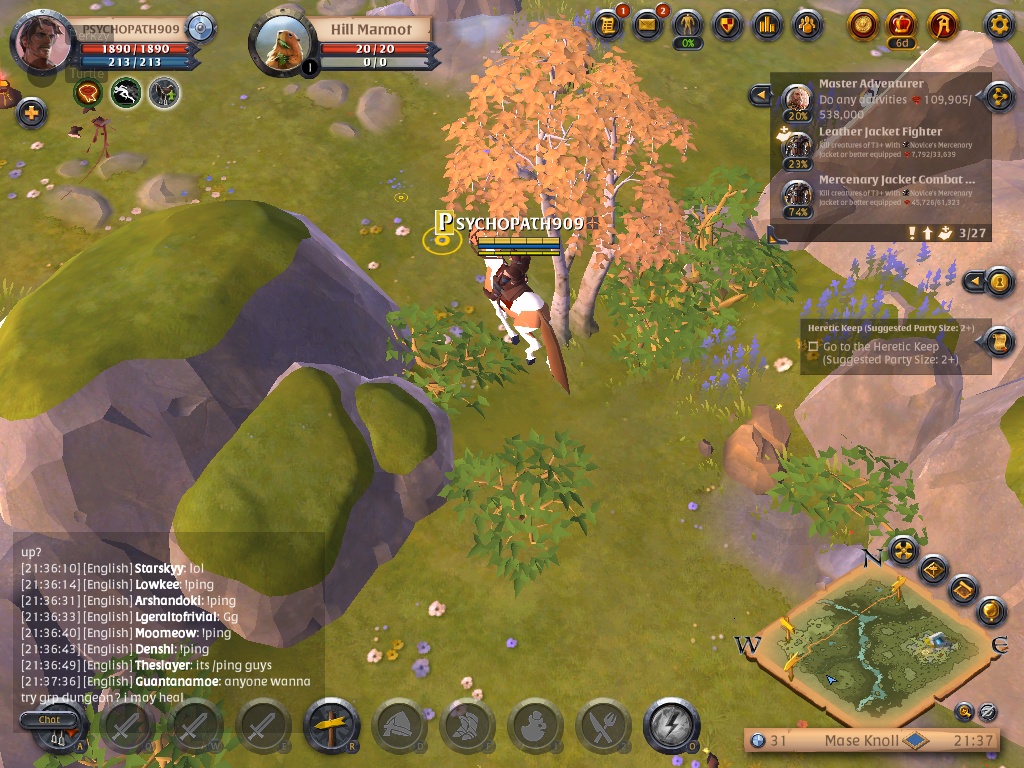 PSYCHOPATH909
1890/1890
213/213
Turtle
Hill Marmot
20/20
0/0
I
1
2
0%
6d
Master Adventurer
Do any activities 109,905/
538,000
20%
Leather Jacket Fighter
Kill creatures of T1+ with Novice's Mercenary
Jacket or better equipped 7,792/33,639
23%
Mercenary Jacket Combat ...
Kill creatures of T1+ with Novice's Mercenary
Jacket or better equipped 45,726/61,323
74%
3/27
PSYCHOPATH909
Heretic Keep (Suggested Party Size: 2+)
Go to the Heretic Keep
(Suggested Party Size: 2+)
up?
[21:36:10][English] Starskyy: lol
[21:36:14][English] Lowkee: !ping
[21:36:31][English] Arshandoki: !ping
[21:36:33][English] Lgeraltofrivial: Gg
[21:36:40][English] Moomeow: !ping
[21:36:43][English] Denshi: !ping
[21:36:49][English] Theslayer: its /ping guys
[21:37:36][English] Guantanamoe: anyone wanna
try grp dungeon? i may heal
Chat
A
Q
W
E
R
D
F
O
N
W
E
31
Mase Knoll
21:37